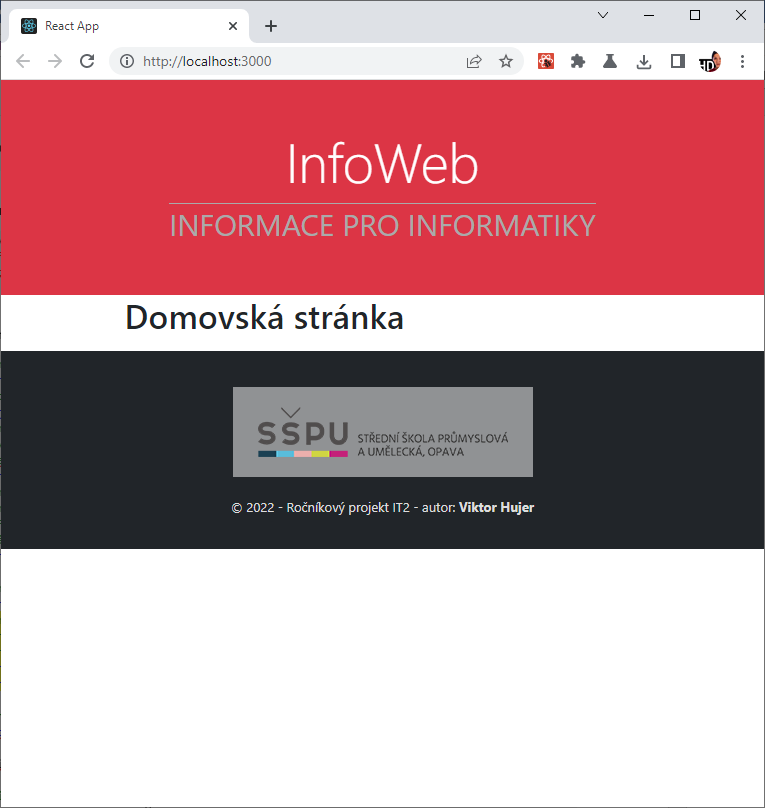 React App
http://localhost:3000
HD
InfoWeb
INFORMACE PRO INFORMATIKY
Domovská stránka
SŠPU STŘEDNÍ ŠKOLA PRŮMYSLOVÁ
A UMĚLECKÁ, OPAVA
© 2022 - Ročníkový projekt IT2 - autor: Viktor Hujer